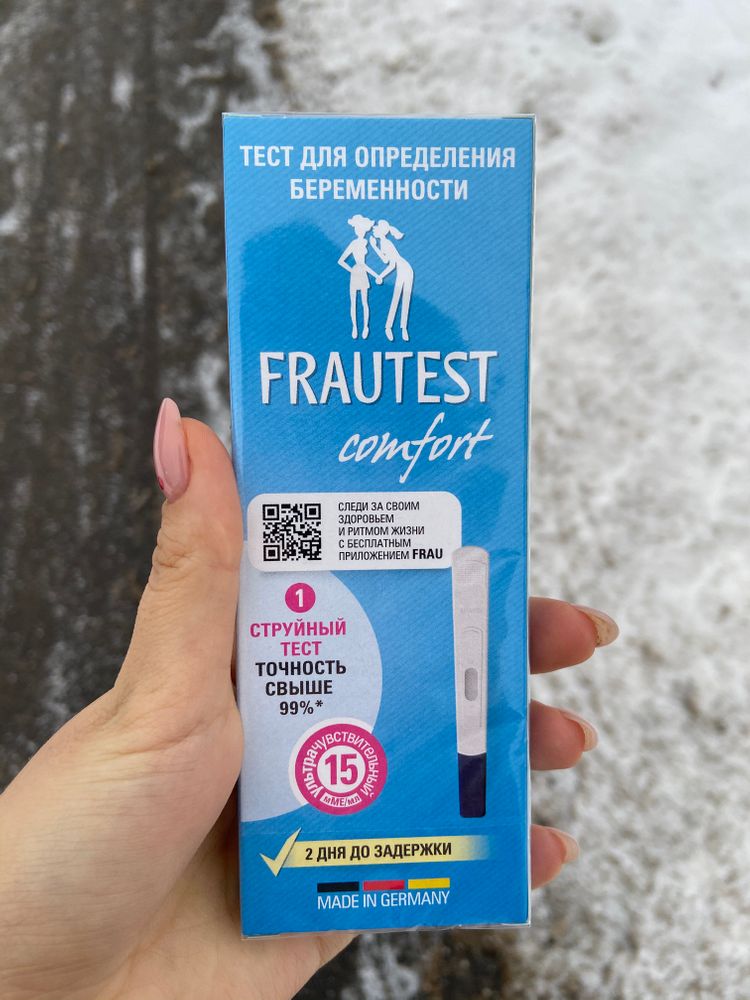 ТЕСТ ДЛЯ ОПРЕДЕЛЕНИЯ
БЕРЕМЕННОСТИ
FRAUTEST
comfort
СЛЕДИ ЗА СВОИМ
ЗДОРОВЬЕМ
И РИТМОМ ЖИЗНИ
С БЕСПЛАТНЫМ
ПРИЛОЖЕНИЕМ FRAU
1
СТРУЙНЫЙ
ТЕСТ
ТОЧНОСТЬ
СВЫШЕ
99%*
ультрачувствительный
15
мМЕ/мл
2 ДНЯ ДО ЗАДЕРЖКИ
MADE IN GERMANY